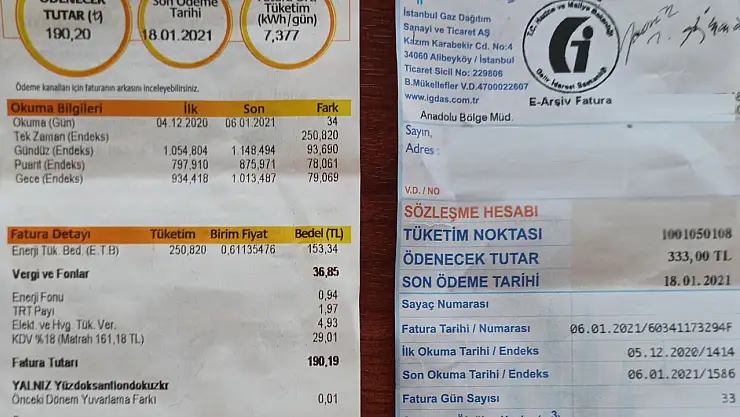 ÖDENECEK
TUTAR (₺)
190,20
Son Ödeme
Tarihi
18.01.2021
Tüketim
(kWh/gün)
7,377
Ödeme kanalları için faturanın arkasını inceleyebilirsiniz.
Okuma Bilgileri İlk Son Fark
Okuma (Gün) 04.12.2020 06.01.2021 34
Tek Zaman (Endeks) 250,820
Gündüz (Endeks) 1,054,804 1,148,494 93,690
Puant (Endeks) 797,910 875,971 78,061
Gece (Endeks) 934,418 1,013,487 79,069
Fatura Detayı Tüketim Birim Fiyat Bedel (TL)
Enerji Tük. Bed. (E.T.B) 250,820 0,61135476 153,34
Vergi ve Fonlar 36,85
Enerji Fonu 0,94
TRT Payı 1,97
Elekt. ve Hvg. Tük. Ver. 4,93
KDV %18 (Matrah 161,18 TL) 29,01
Fatura Tutarı 190,19
YALNIZ Yüzdoksantlondokuzkr
Önceki Dönem Yuvarlama Farkı 0,01
İstanbul Gaz Dağıtım
Sanayi ve Ticaret AŞ
Kazım Karabekir Cd. No:4
34060 Alibeyköy / İstanbul
Ticaret Sicil No: 229806
B.Mükellefler V.D.4700022607
www.igdas.com.tr
T.C. Hazine ve Maliye Bakanlığı
Gelir İdaresi Başkanlığı
E-Arşiv Fatura
Anadolu Bölge Müd.
Sayın,
Adres :
V.D. / NO
SÖZLEŞME HESABI
TÜKETİM NOKTASI 1001050108
ÖDENECEK TUTAR 333,00 TL
SON ÖDEME TARİHİ 18.01.2021
Sayaç Numarası
Fatura Tarihi / Numarası 06.01.2021/60341173294F
İlk Okuma Tarihi / Endeks 05.12.2020/1414
Son Okuma Tarihi / Endeks 06.01.2021/1586
Fatura Gün Sayısı 33